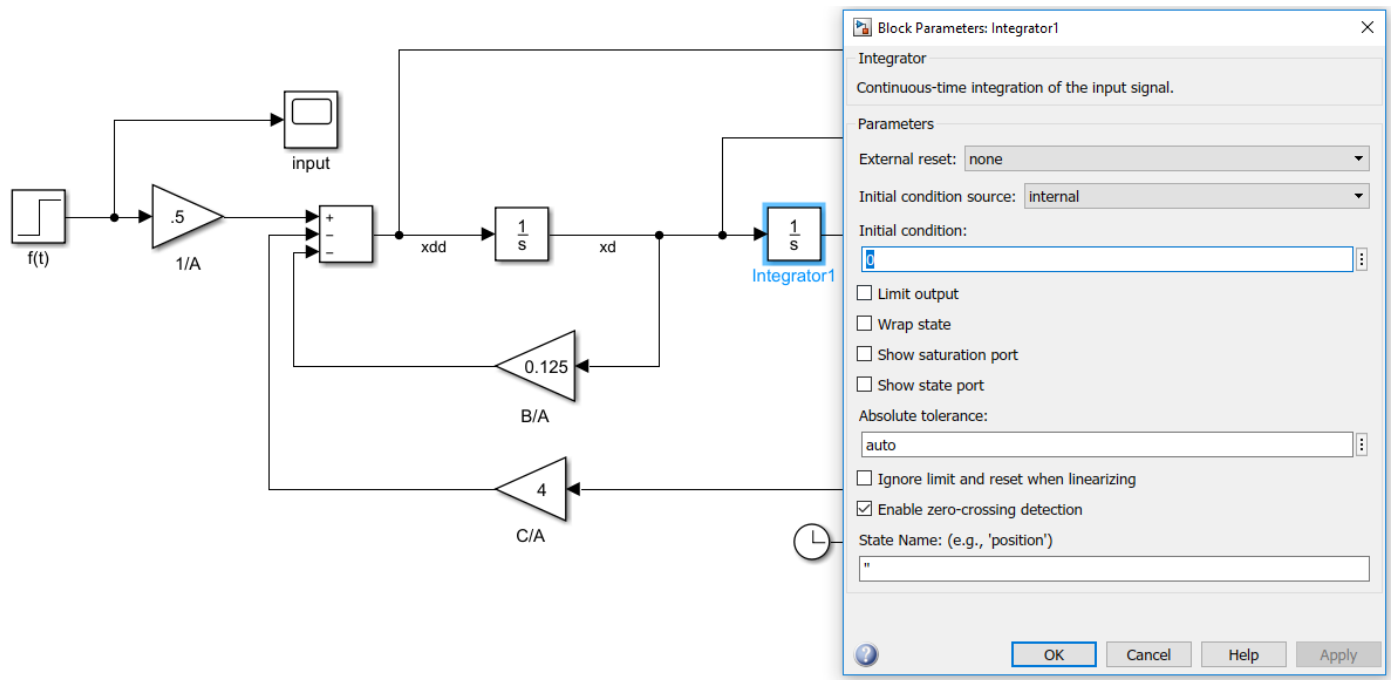 input
f(t)
.5
1/A
+
−
−
xdd
1
s
xd
1
s
Integrator1
0.125
B/A
4
C/A
Block Parameters: Integrator1
Integrator
Continuous-time integration of the input signal.
Parameters
External reset: none
Initial condition source: internal
Initial condition:
0
Limit output
Wrap state
Show saturation port
Show state port
Absolute tolerance:
auto
Ignore limit and reset when linearizing
Enable zero-crossing detection
State Name: (e.g., 'position')
''
OK Cancel Help Apply